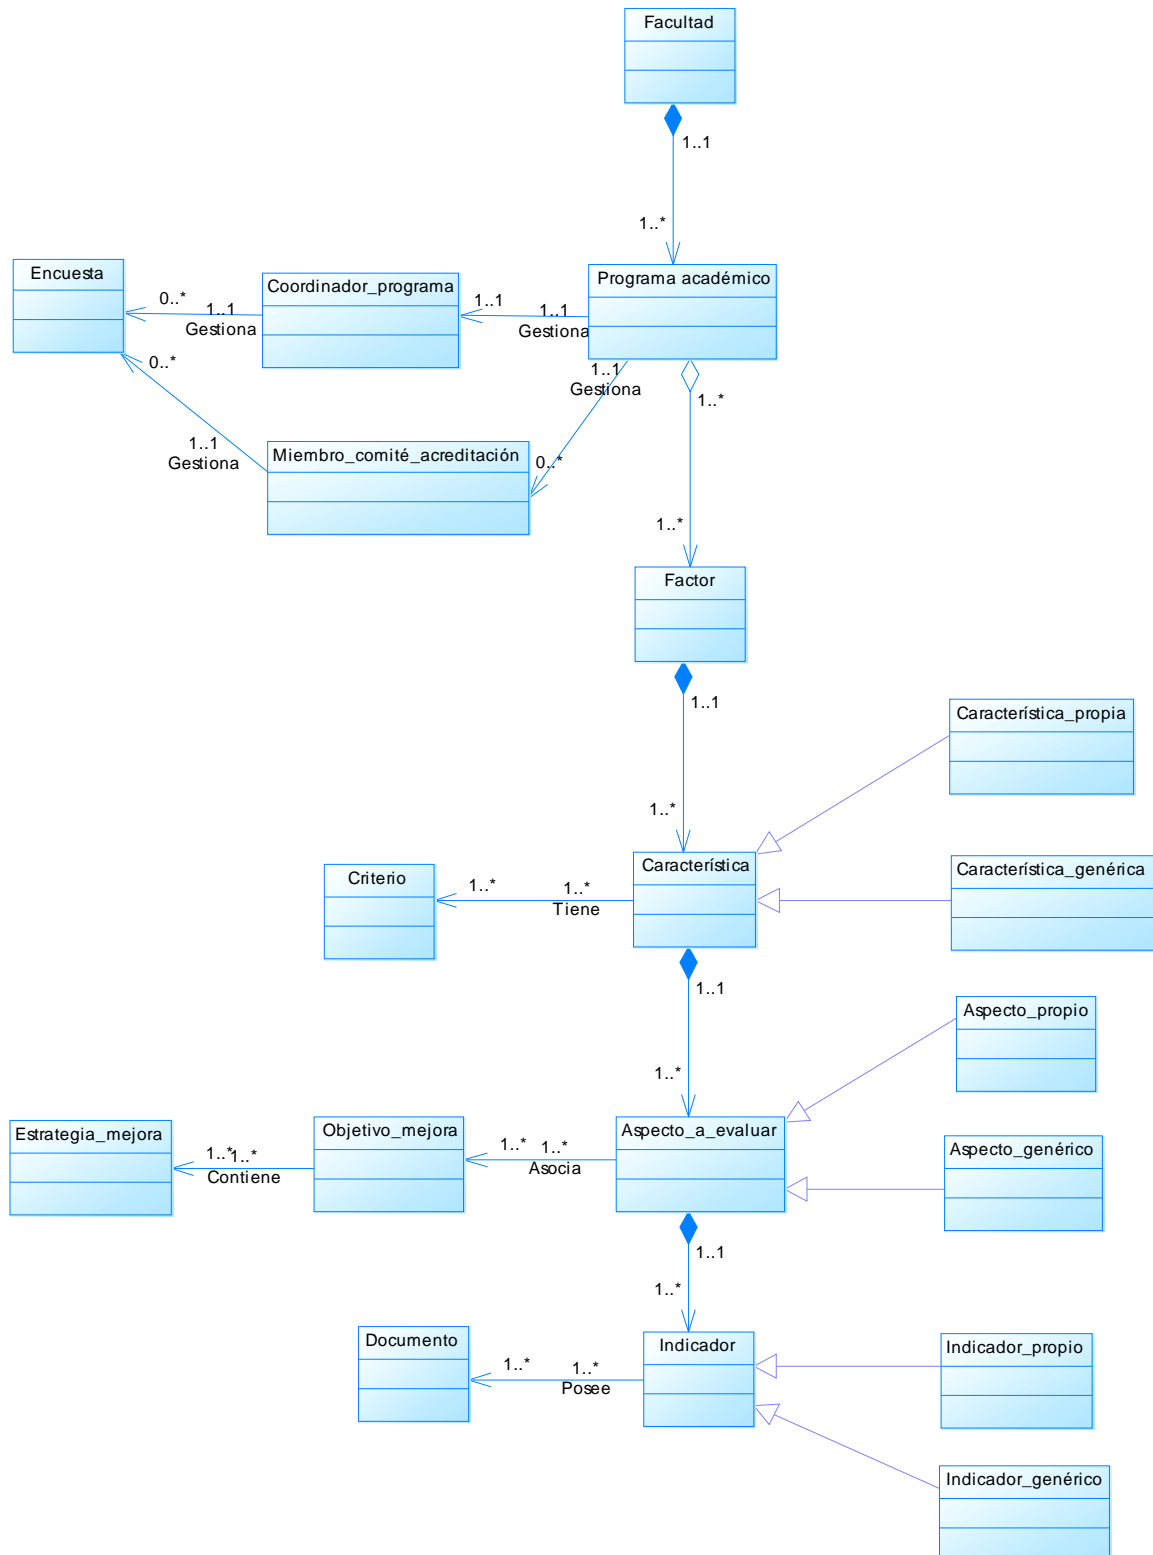 Facultad
1..1
1..*
Programa académico
1..1
Gestiona
1..1
Coordinador_programa
1..1
Gestiona
0..*
Encuesta
1..1
Gestiona
0..*
Miembro_comité_acreditación
1..1
Gestiona
0..*
1..*
1..*
Factor
1..1
1..*
Característica_propia
Característica
Característica_genérica
1..*
Tiene
1..*
Criterio
1..1
1..*
Aspecto_propio
Aspecto_a_evaluar
Aspecto_genérico
1..*
Asocia
1..*
Objetivo_mejora
1..*
Contiene
1..*
Estrategia_mejora
1..1
1..*
Indicador
Indicador_propio
1..*
Posee
1..*
Documento
Indicador_genérico